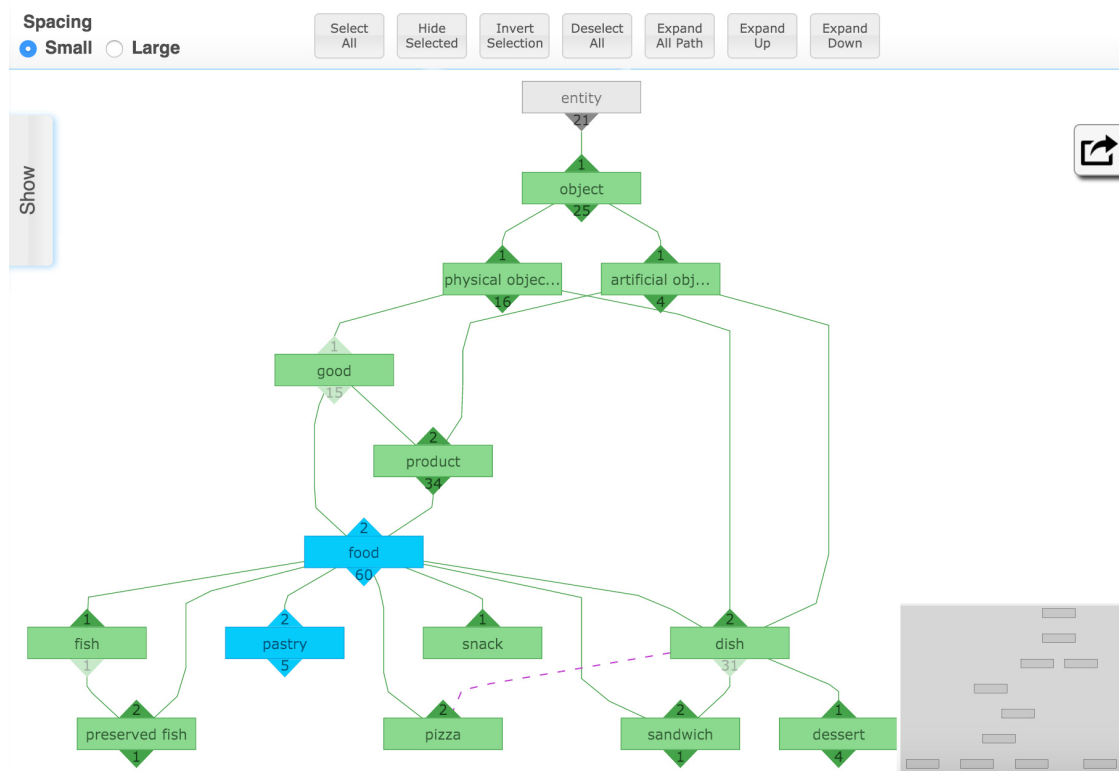 Spacing
Small
Large
Select
All
Hide
Selected
Invert
Selection
Deselect
All
Expand
All Path
Expand
Up
Expand
Down
Show
entity
21
1
object
25
1
physical objec...
16
1
artificial obj...
4
1
good
15
2
product
34
2
food
60
1
fish
1
2
pastry
5
1
snack
2
dish
31
2
preserved fish
1
2
pizza
2
sandwich
1
1
dessert
4